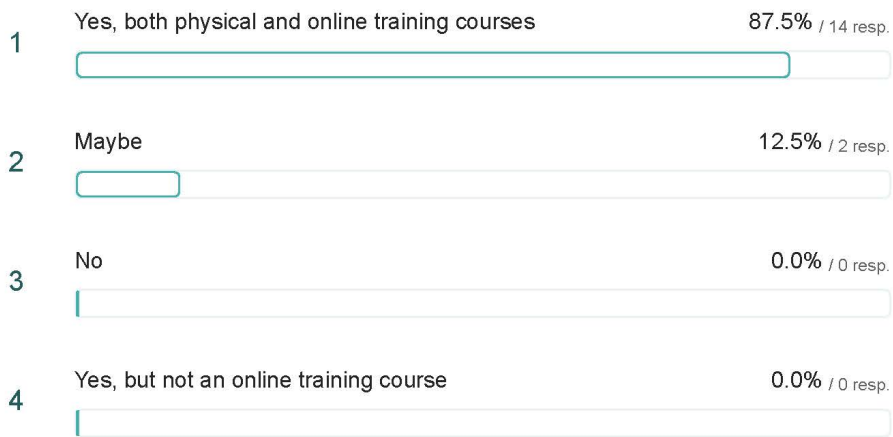 1 Yes, both physical and online training courses 87.5% / 14 resp.
2 Maybe 12.5% / 2 resp.
3 No 0.0% / 0 resp.
4 Yes, but not an online training course 0.0% / 0 resp.